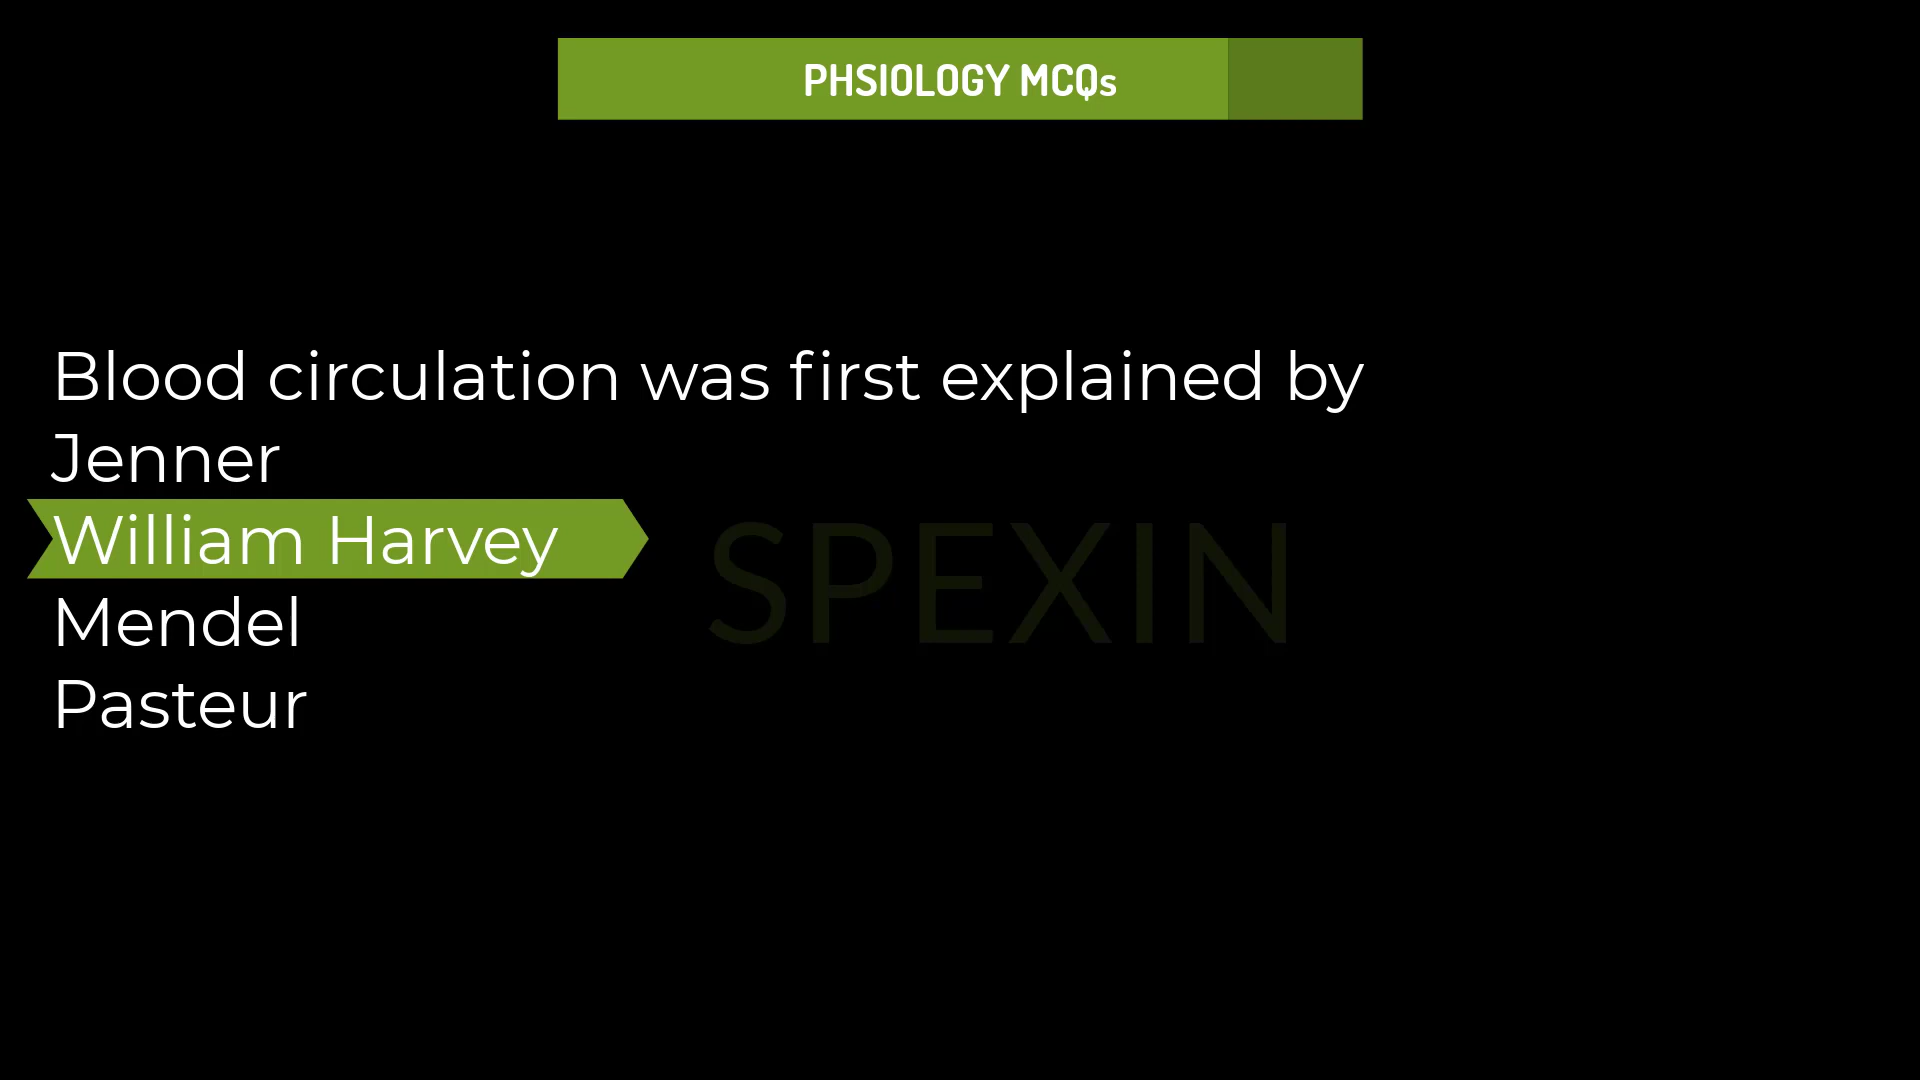 PHSIOLOGY MCQs
Blood circulation was first explained by
Jenner
William Harvey
SPEXIN
Mendel
Pasteur